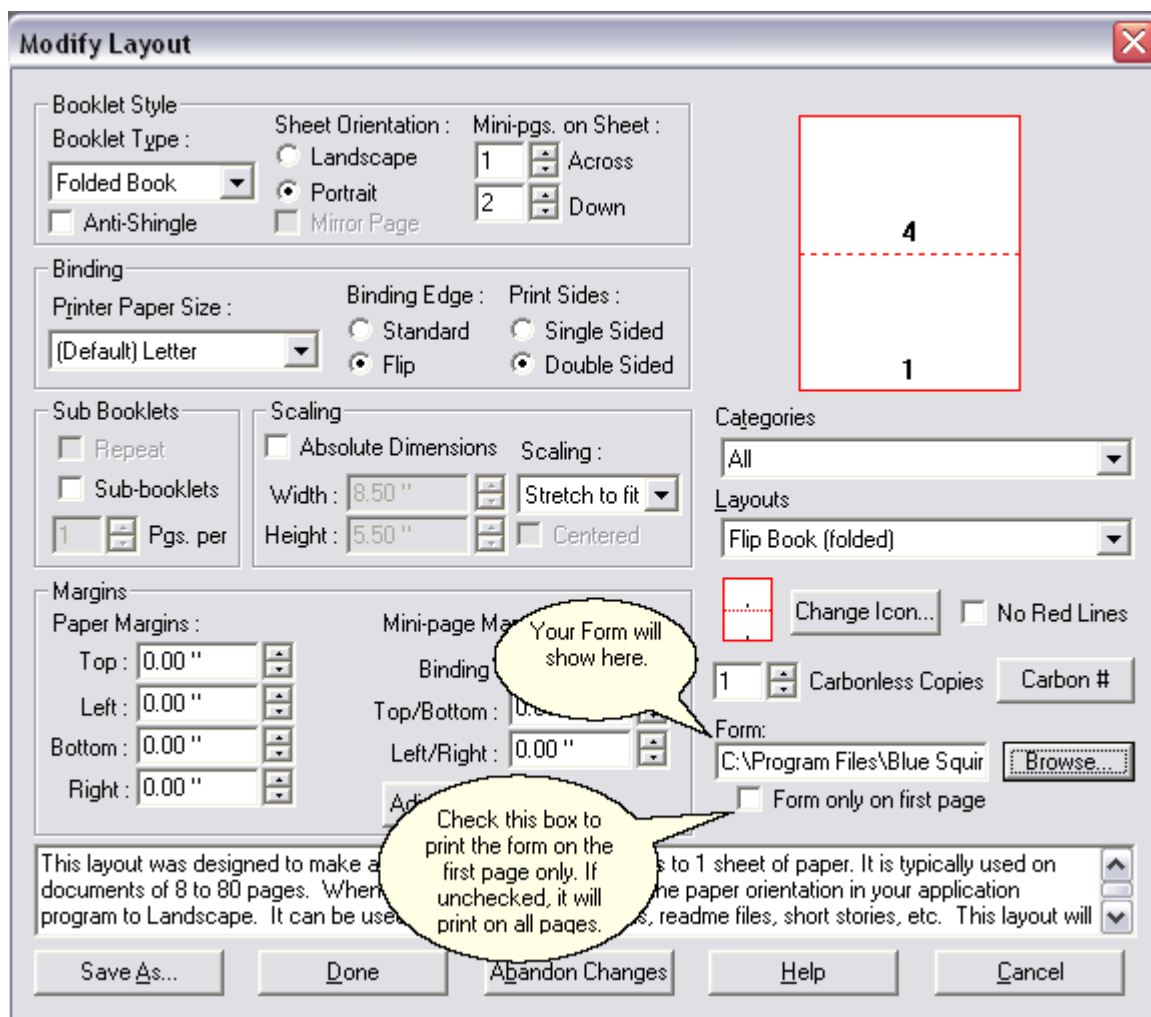 Modify Layout
Booklet Style
Booklet Type :
Folded Book
Anti-Shingle
Sheet Orientation :
Landscape
Portrait
Mirror Page
Mini-pgs. on Sheet :
1 Across
2 Down
4
1
Binding
Printer Paper Size :
(Default) Letter
Binding Edge :
Standard
Flip
Print Sides :
Single Sided
Double Sided
Sub Booklets
Repeat
Sub-booklets
1 Pgs. per
Scaling
Absolute Dimensions
Width : 8.50 "
Height : 5.50 "
Scaling :
Stretch to fit
Centered
Categories
All
Layouts
Flip Book (folded)
Change Icon...
No Red Lines
1 Carbonless Copies
Carbon #
Form:
C:\Program Files\Blue Squir
Browse...
Form only on first page
Margins
Paper Margins :
Top : 0.00 "
Left : 0.00 "
Bottom : 0.00 "
Right : 0.00 "
Mini-page
Binding
Top/Bottom :
Left/Right : 0.00 "
Your Form will
show here.
Check this box to
print the form on the
first page only. If
unchecked, it will
print on all pages.
This layout was designed to make a to 1 sheet of paper. It is typically used on
documents of 8 to 80 pages. When paper orientation in your application
program to Landscape. It can be readme files, short stories, etc. This layout will
Save As...
Done
Abandon Changes
Help
Cancel